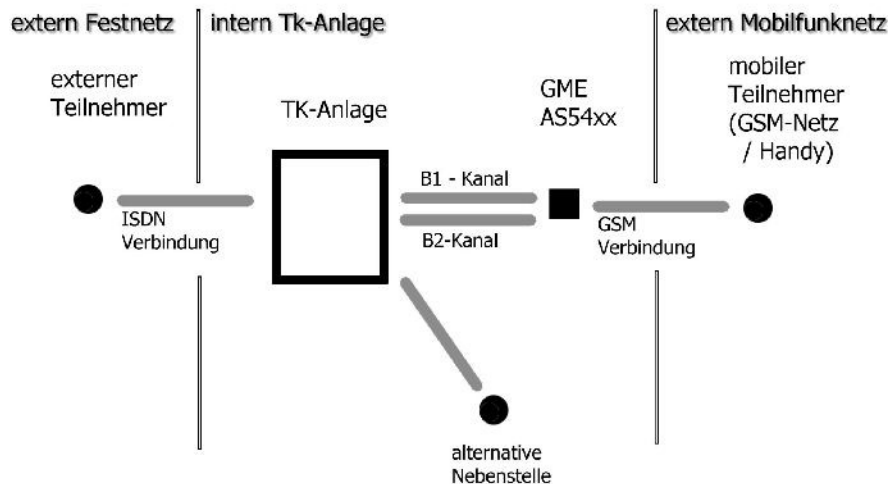 extern Festnetz
intern Tk-Anlage
extern Mobilfunknetz
externer
Teilnehmer
TK-Anlage
GME
AS54xx
mobiler
Teilnehmer
(GSM-Netz
/ Handy)
B1 - Kanal
B2-Kanal
ISDN
Verbindung
GSM
Verbindung
alternative
Nebenstelle